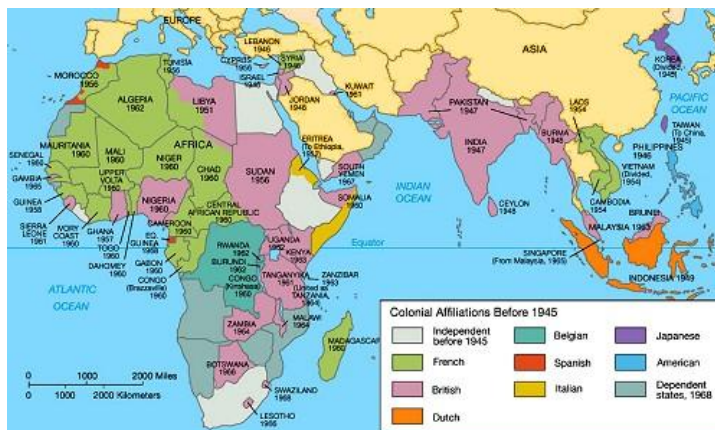 EUROPE
ASIA
LEBANON
1946
CYPRUS
1956
SYRIA
1946
TUNISIA
1956
MOROCCO
1956
ISRAEL
KUWAIT
1961
KOREA
(Divided,
1945)
ALGERIA
1962
LIBYA
1951
JORDAN
1946
PAKISTAN
1947
LAOS
1954
PACIFIC
OCEAN
TAIWAN
(To China,
1945)
MAURITANIA
1960
MALI
1960
NIGER
1960
AFRICA
ERITREA
(To Ethiopia,
INDIA
1947
BURMA
1948
PHILIPPINES
1946
SENEGAL
1960
GAMBIA
1965
UPPER
VOLTA
1960
CHAD
1960
SUDAN
1956
SOUTH
YEMEN
1967
INDIAN
OCEAN
VIETNAM
(Divided,
1954)
GUINEA
1958
NIGERIA
1960
CENTRAL
AFRICAN REPUBLIC
1960
SOMALIA
1960
CEYLON
1948
CAMBODIA
1954
BRUNEI
SIERRA
LEONE
1961
IVORY
COAST
1960
GHANA
1957
TOGO
1960
DAHOMEY
1960
CAMEROON
1960
EQ.
GUINEA
1968
GABON
1960
CONGO
(Brazzaville)
1960
RWANDA
1962
BURUNDI
1962
CONGO
(Kinshasa)
1960
UGANDA
1962
KENYA
1963
Equator
MALAYSIA 1963
SINGAPORE
(From Malaysia, 1965)
INDONESIA 1949
TANGANYIKA
1961
ZANZIBAR
1963
(United as
TANZANIA,
1964)
ATLANTIC
OCEAN
ZAMBIA
1964
MALAWI
1964
MADAGASCAR
1960
BOTSWANA
1966
SWAZILAND
1968
LESOTHO
1966
0 1000 2000 Miles
0 1000 2000 Kilometers
Colonial Affiliations Before 1945
Independent
before 1945
French
British
Dutch
Belgian
Spanish
Italian
Japanese
American
Dependent
states, 1968